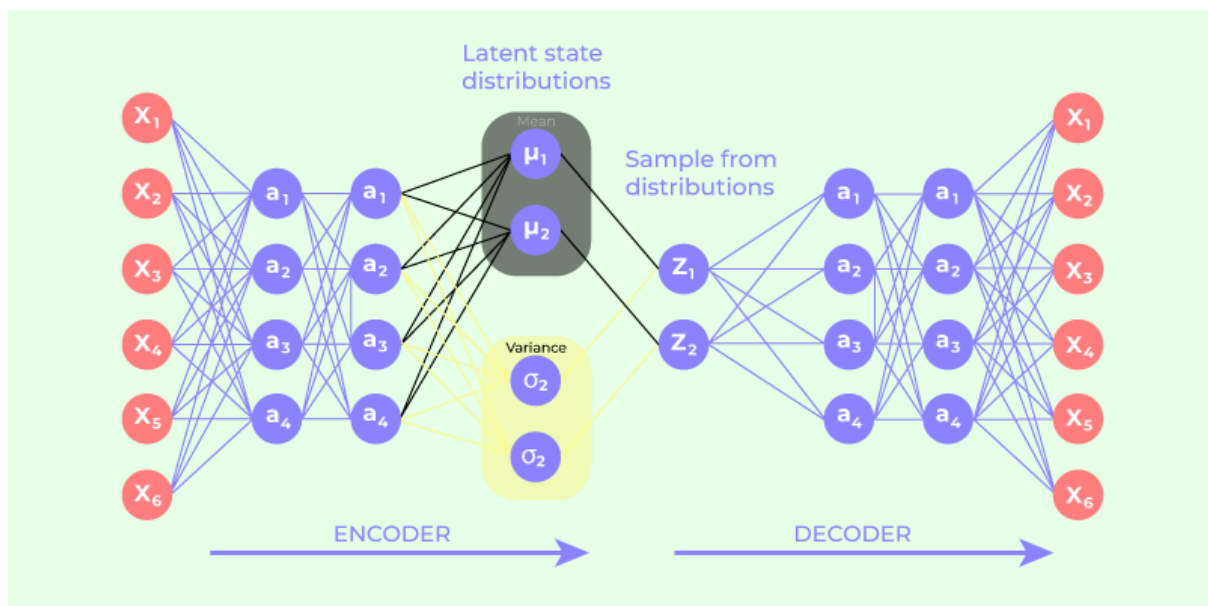 Latent state
distributions
Mean
Sample from
distributions
Variance
X₁
X₂
X₃
X₄
X₅
X₆
a₁
a₂
a₃
a₄
a₁
a₂
a₃
a₄
μ₁
μ₂
σ₂
σ₂
Z₁
Z₂
a₁
a₂
a₃
a₄
a₁
a₂
a₃
a₄
X₁
X₂
X₃
X₄
X₅
X₆
ENCODER
DECODER